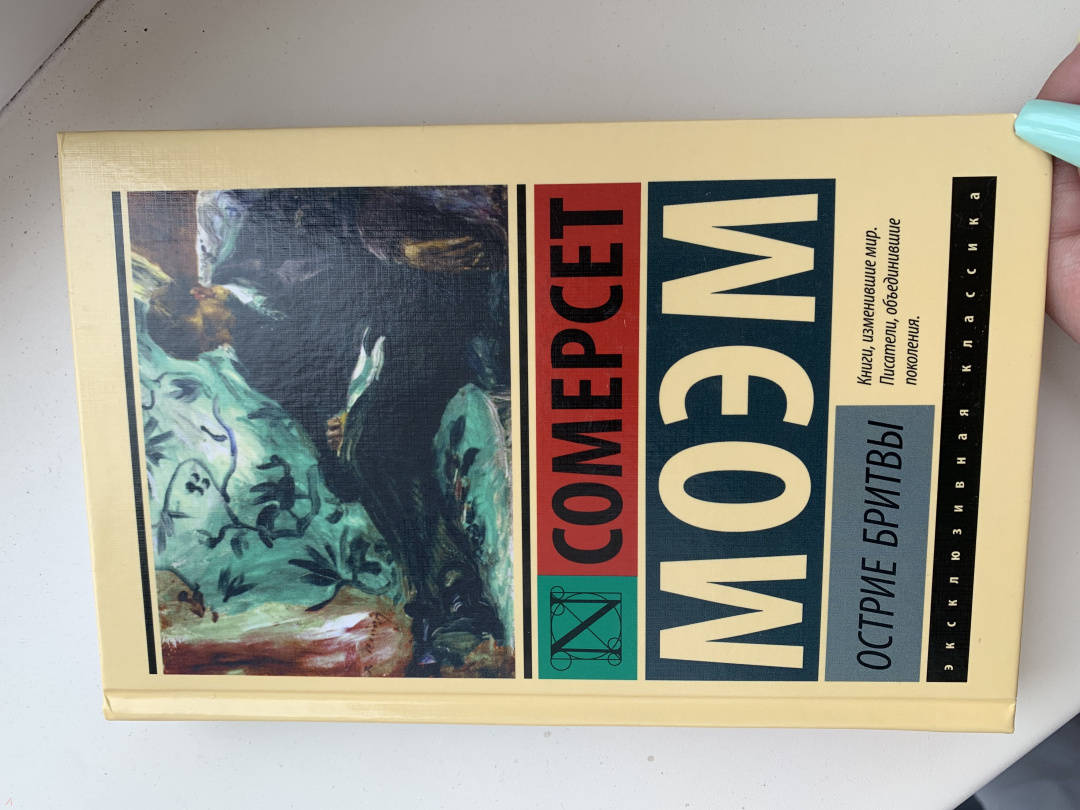 СОМЕРСЕТ
МОЭМ
ОСТРИЕ БРИТВЫ
Книги, изменившие мир.
Писатели, объединившие
поколения.
эксклюзивная классика